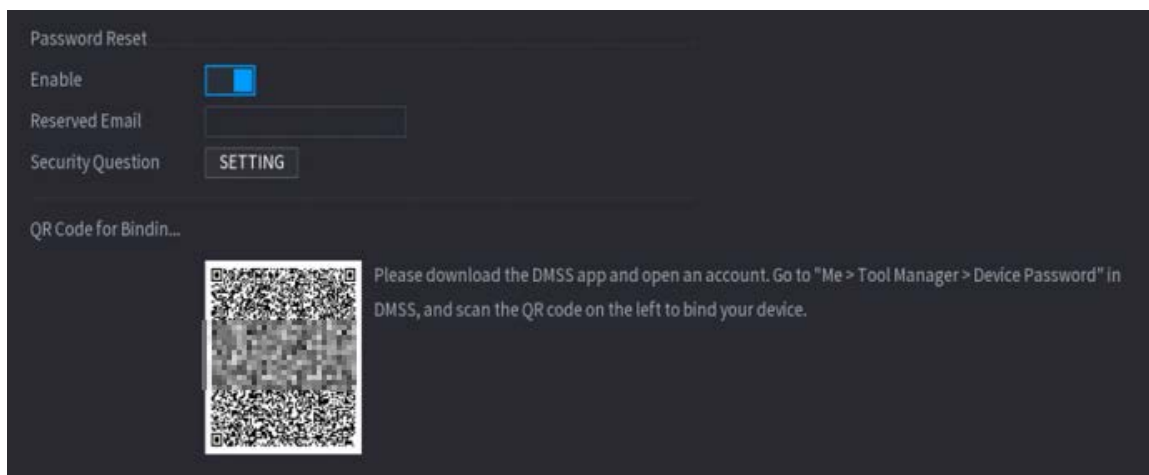 Password Reset
Enable
Reserved Email
Security Question SETTING
QR Code for Bindin...
Please download the DMSS app and open an account. Go to "Me > Tool Manager > Device Password" in
DMSS, and scan the QR code on the left to bind your device.